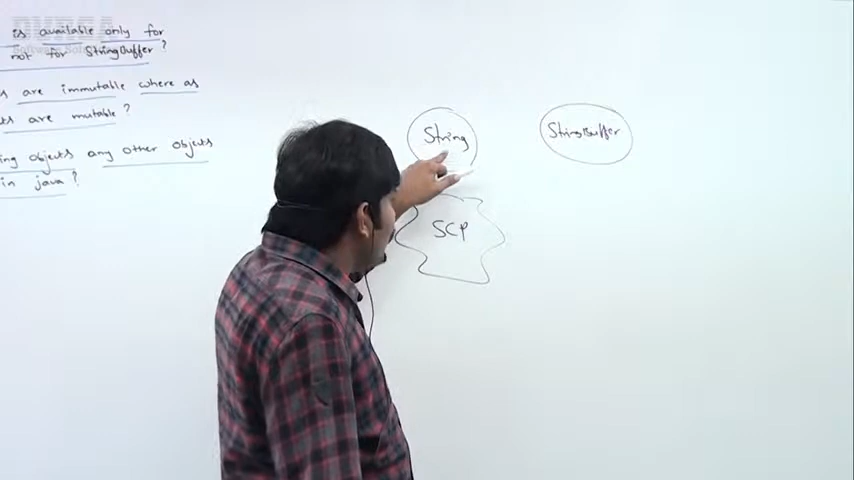 is available only for
not for StringBuffer?
s are immutable where as
ts are mutable?
ing objects any other objects
in java?
String
StringBuffer
SCP